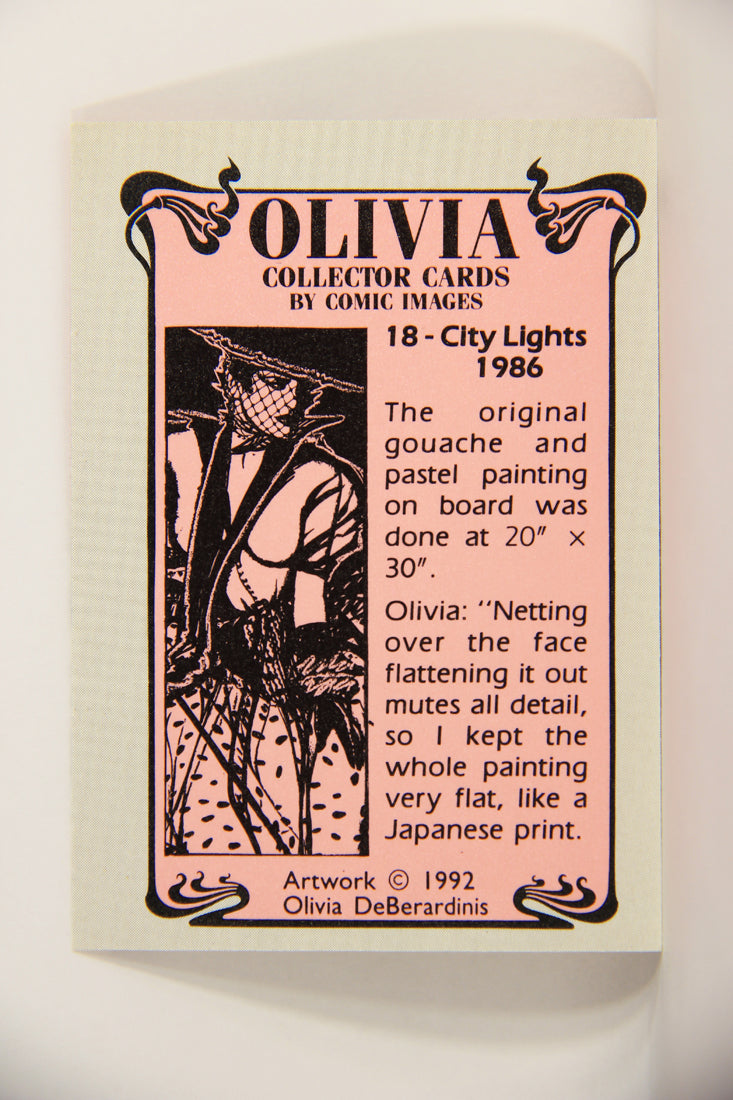 OLIVIA
COLLECTOR CARDS
BY COMIC IMAGES
18 - City Lights
1986
The original
gouache and
pastel painting
on board was
done at 20″ ×
30″.
Olivia: “Netting
over the face
flattening it out
mutes all detail,
so I kept the
whole painting
very flat, like a
Japanese print.
Artwork © 1992
Olivia DeBerardinis